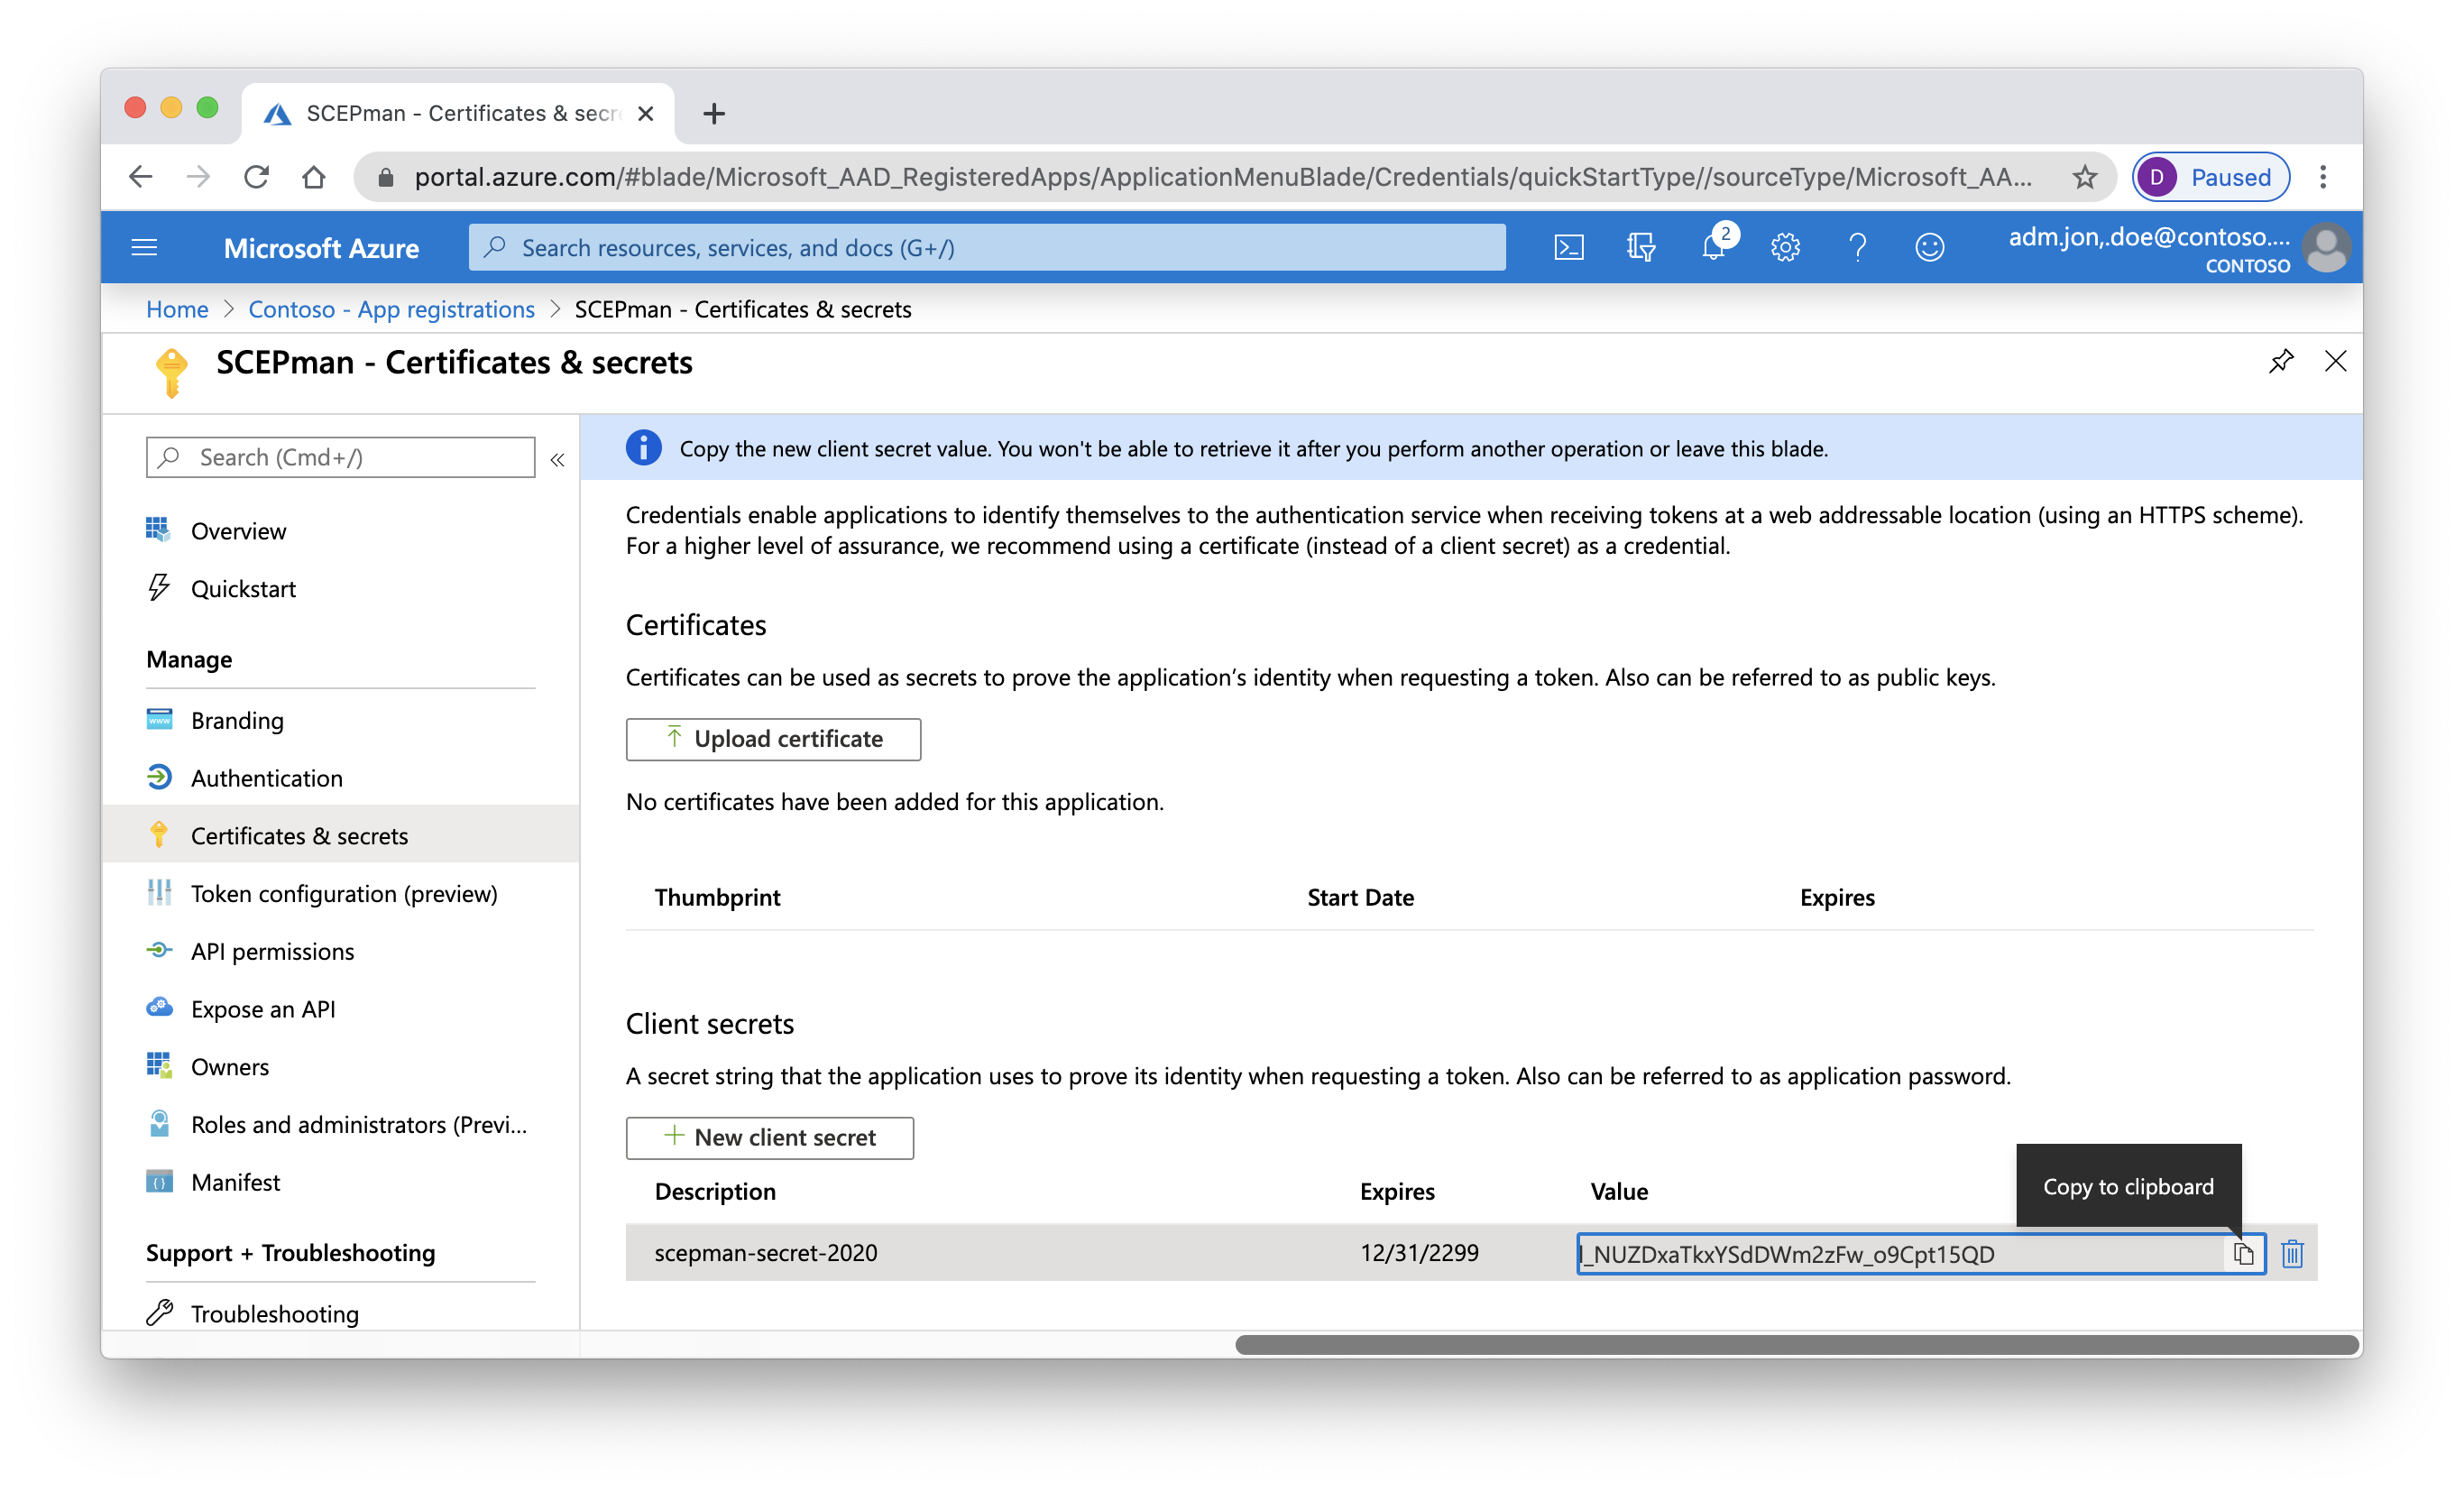 SCEPman - Certificates & secre
portal.azure.com/#blade/Microsoft_AAD_RegisteredApps/ApplicationMenuBlade/Credentials/quickStartType//sourceType/Microsoft_AA...
D Paused
Microsoft Azure
Search resources, services, and docs (G+/)
2
adm.jon,.doe@contoso....
CONTOSO
Home > Contoso - App registrations > SCEPman - Certificates & secrets
SCEPman - Certificates & secrets
Search (Cmd+/)
Overview
Quickstart
Manage
Branding
Authentication
Certificates & secrets
Token configuration (preview)
API permissions
Expose an API
Owners
Roles and administrators (Previ...
Manifest
Support + Troubleshooting
Troubleshooting
Copy the new client secret value. You won't be able to retrieve it after you perform another operation or leave this blade.
Credentials enable applications to identify themselves to the authentication service when receiving tokens at a web addressable location (using an HTTPS scheme).
For a higher level of assurance, we recommend using a certificate (instead of a client secret) as a credential.
Certificates
Certificates can be used as secrets to prove the application’s identity when requesting a token. Also can be referred to as public keys.
Upload certificate
No certificates have been added for this application.
Thumbprint Start Date Expires
Client secrets
A secret string that the application uses to prove its identity when requesting a token. Also can be referred to as application password.
New client secret
Description Expires Value
Copy to clipboard
scepman-secret-2020 12/31/2299 l_NUZDxaTkxYSdDWm2zFw_o9Cpt15QD